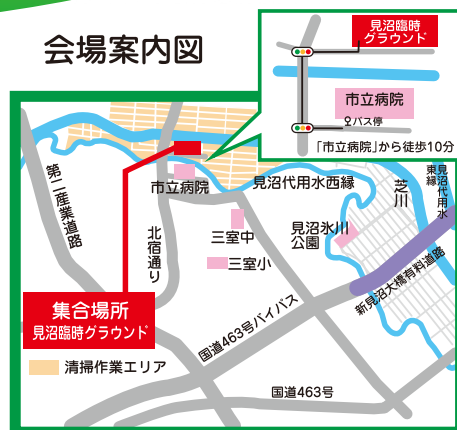 会場案内図
見沼臨時
グラウンド
市立病院
バス停
「市立病院」から徒歩10分
第二産業道路
市立病院
北宿通り
見沼代用水西縁
三室中
三室小
見沼氷川
公園
芝川
見沼代用水
東縁
新見沼大橋有料道路
集合場所
見沼臨時グラウンド
国道463号バイパス
清掃作業エリア
国道463号